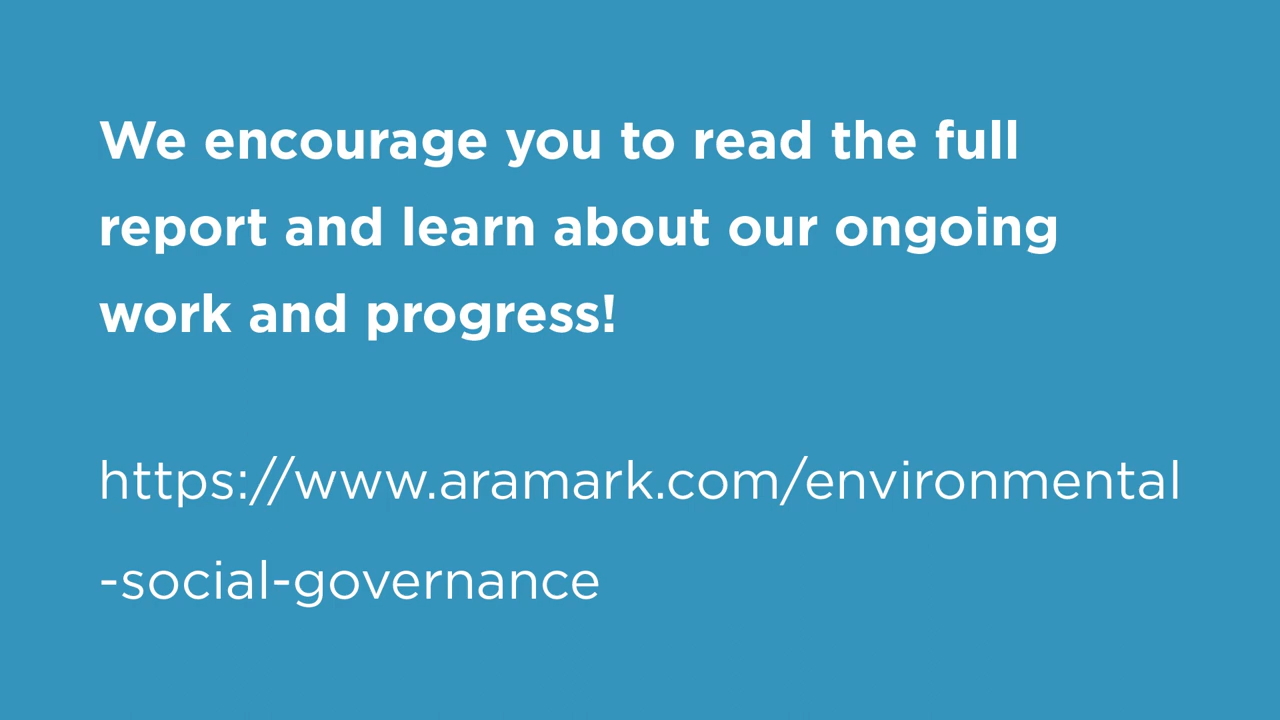 We encourage you to read the full
report and learn about our ongoing
work and progress!
https://www.aramark.com/environmental
-social-governance